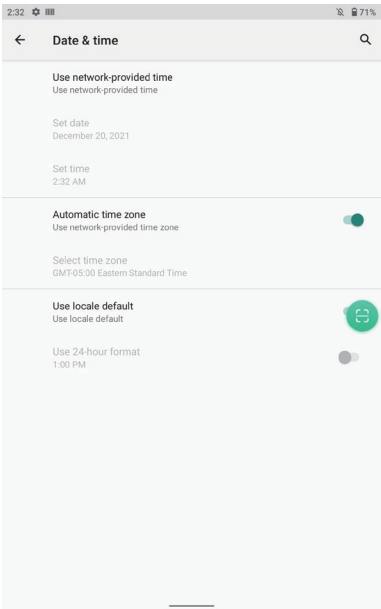 2:32
71%
Date & time
Use network-provided time
Use network-provided time
Set date
December 20, 2021
Set time
2:32 AM
Automatic time zone
Use network-provided time zone
Select time zone
GMT-05:00 Eastern Standard Time
Use locale default
Use locale default
Use 24-hour format
1:00 PM